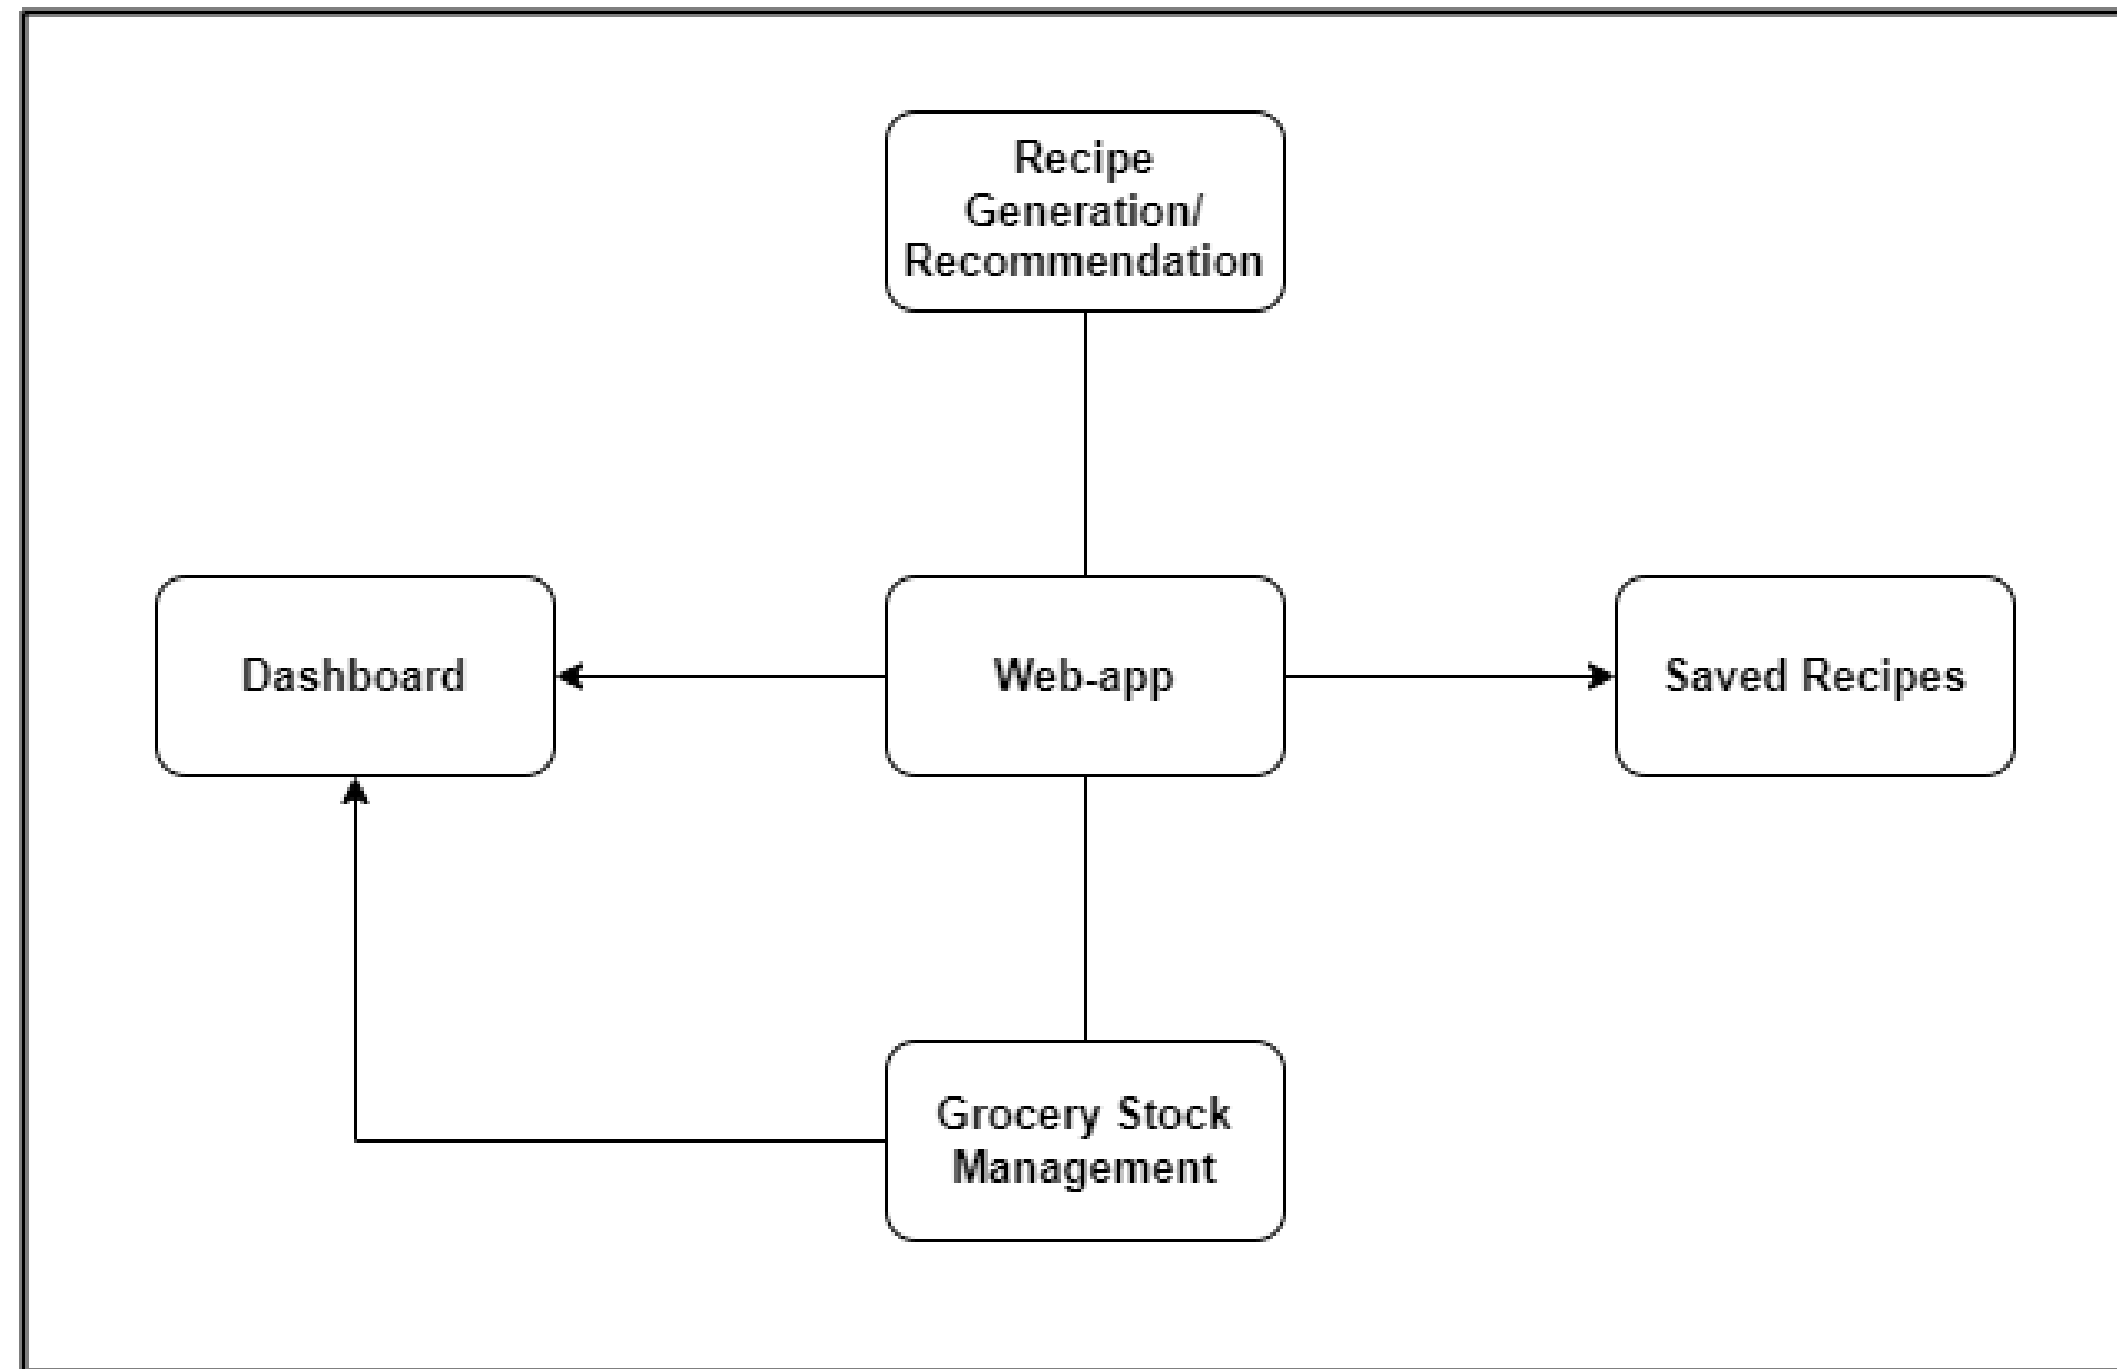 Recipe
Generation/
Recommendation
Dashboard
Web-app
Saved Recipes
Grocery Stock
Management